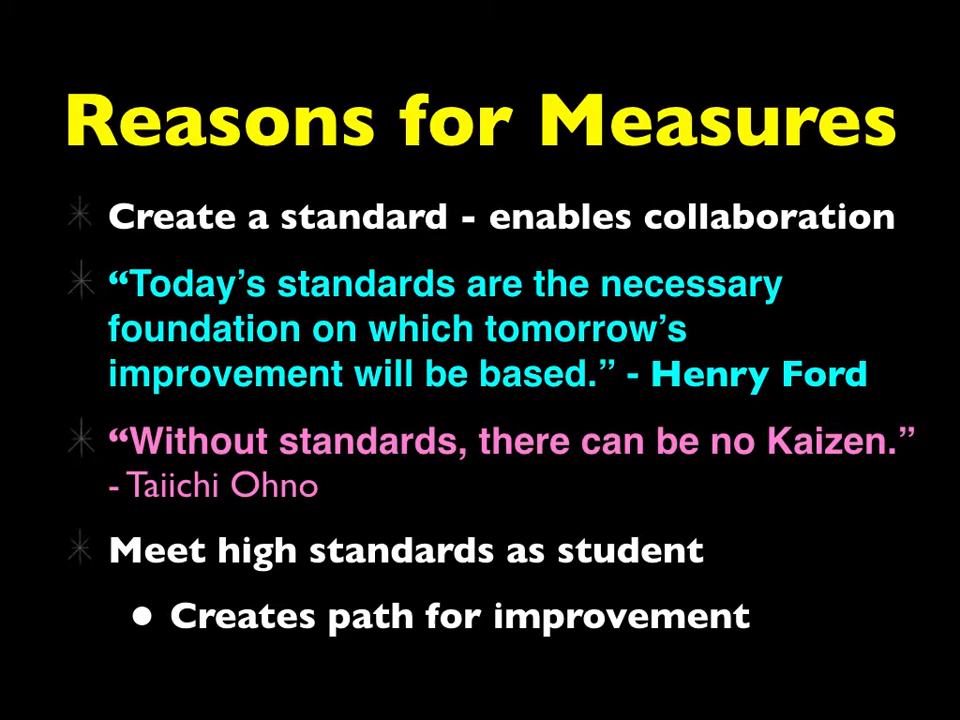 Reasons for Measures
Create a standard - enables collaboration
“Today’s standards are the necessary
foundation on which tomorrow’s
improvement will be based.” - Henry Ford
“Without standards, there can be no Kaizen.”
- Taiichi Ohno
Meet high standards as student
• Creates path for improvement